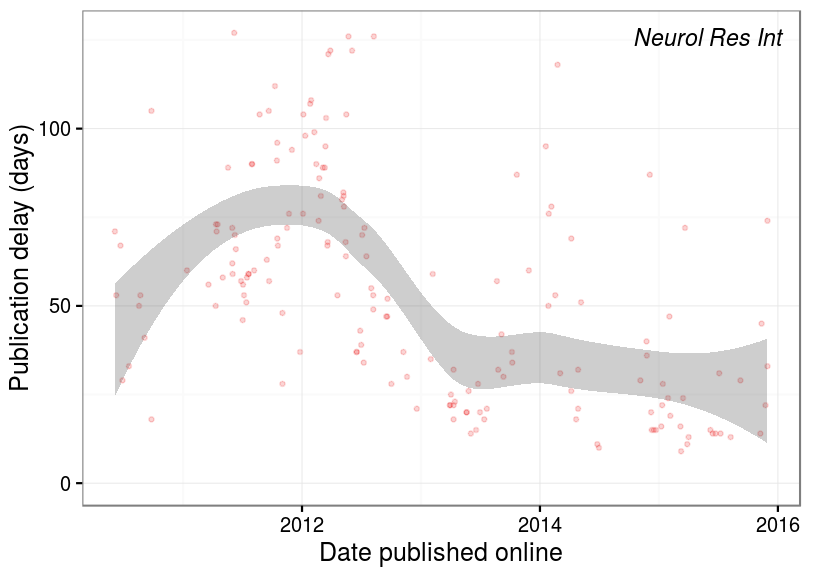 Neurol Res Int
Publication delay (days)
100
50
0
2012 2014 2016
Date published online